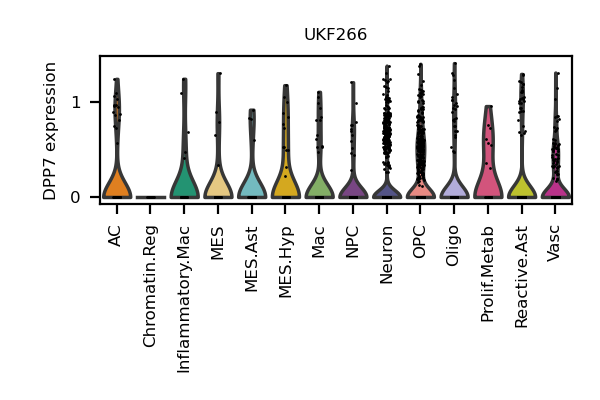 UKF266
DPP7 expression
1
0
AC
Chromatin.Reg
Inflammatory.Mac
MES
MES.Ast
MES.Hyp
Mac
NPC
Neuron
OPC
Oligo
Prolif.Metab
Reactive.Ast
Vasc